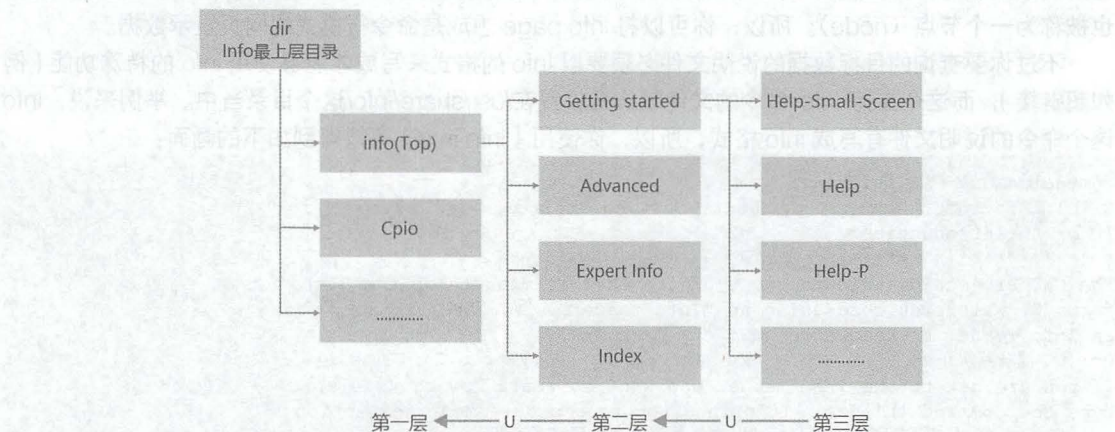 dir
Info最上层目录
info(Top)
Cpio
............
Getting started
Advanced
Expert Info
Index
Help-Small-Screen
Help
Help-P
............
第一层 U 第二层 U 第三层